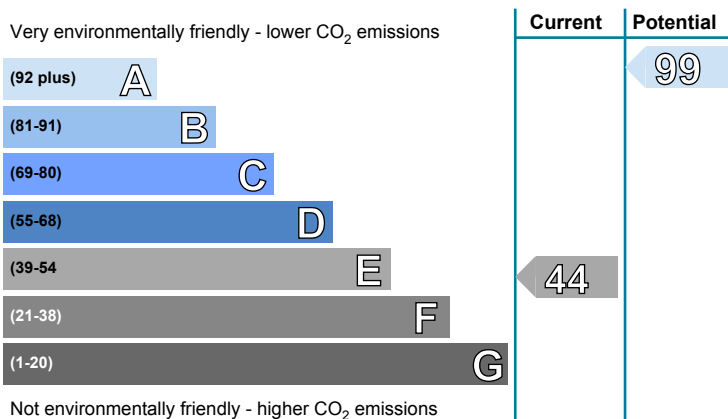 Current Potential
Very environmentally friendly - lower CO2 emissions
(92 plus) A 99
(81-91) B
(69-80) C
(55-68) D
(39-54 E 44
(21-38) F
(1-20) G
Not environmentally friendly - higher CO2 emissions